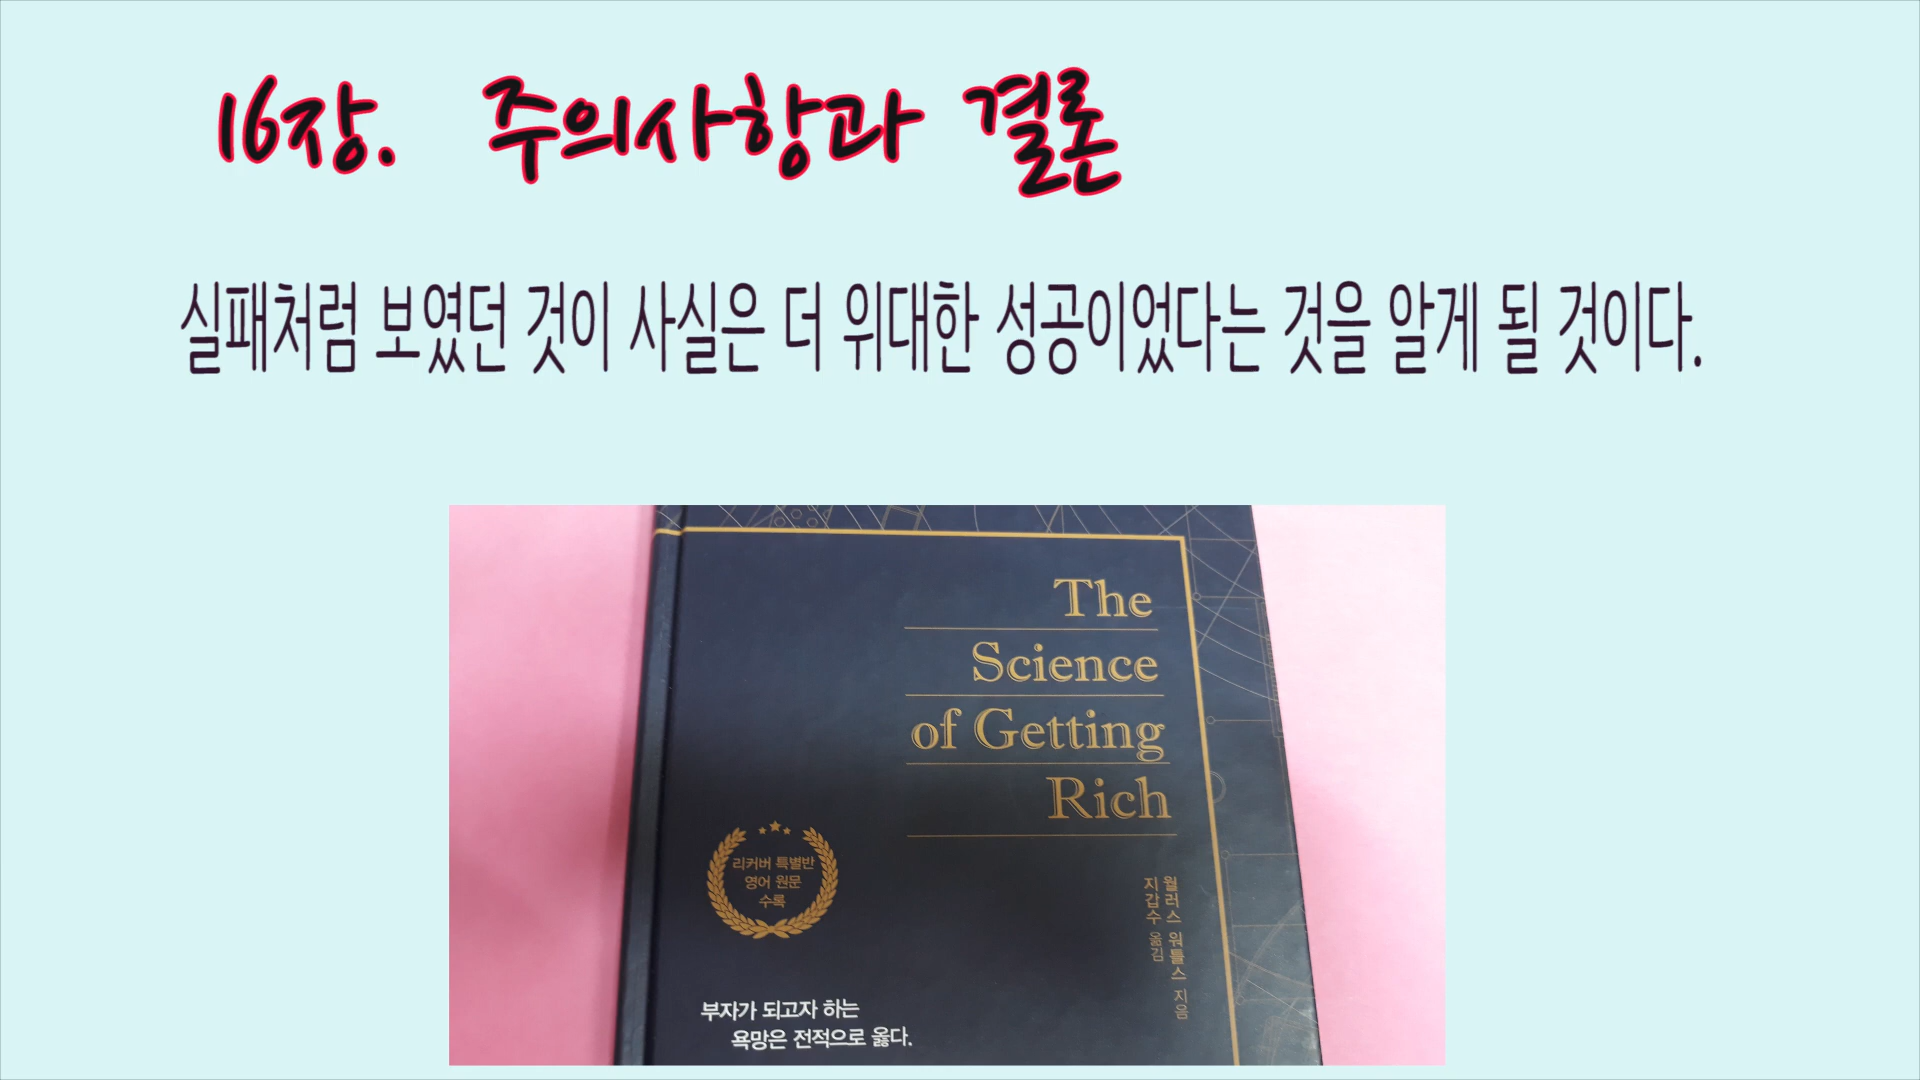 16장. 주의사항과 결론
실패처럼 보였던 것이 사실은 더 위대한 성공이었다는 것을 알게 될 것이다.
The
Science
of Getting
Rich
리커버 특별반
영어 원문
수록
월러스 워틀스 지음
지갑수 옮김
부자가 되고자 하는
욕망은 전적으로 옳다.